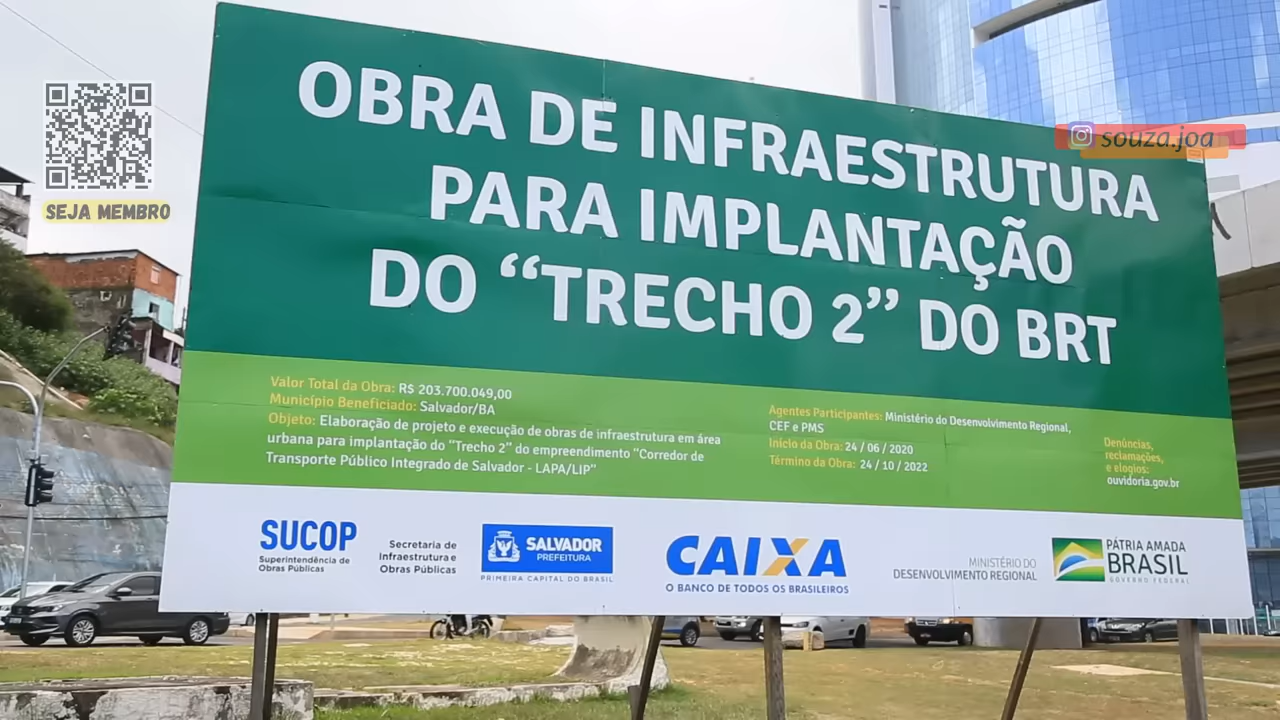 SEJA MEMBRO
souza.joa
OBRA DE INFRAESTRUTURA
PARA IMPLANTAÇÃO
DO “TRECHO 2” DO BRT
Valor Total da Obra: R$ 203.700.049,00
Município Beneficiado: Salvador/BA
Objeto: Elaboração de projeto e execução de obras de infraestrutura em área
urbana para implantação do "Trecho 2" do empreendimento "Corredor de
Transporte Público Integrado de Salvador - LAPA/LIP"
Agentes Participantes: Ministério do Desenvolvimento Regional,
CEF e PMS
Início da Obra: 24 / 06 / 2020
Término da Obra: 24 / 10 / 2022
Denúncias,
reclamações,
e elogios:
ouvidoria.gov.br
SUCOP
Superintendência de
Obras Públicas
Secretaria de
Infraestrutura e
Obras Públicas
SALVADOR
PREFEITURA
PRIMEIRA CAPITAL DO BRASIL
CAIXA
O BANCO DE TODOS OS BRASILEIROS
MINISTÉRIO DO
DESENVOLVIMENTO REGIONAL
PÁTRIA AMADA
BRASIL
GOVERNO FEDERAL